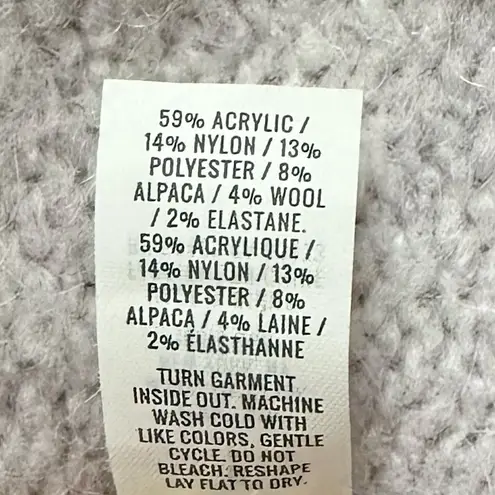 59% ACRYLIC /
14% NYLON / 13%
POLYESTER / 8%
ALPACA / 4% WOOL
/ 2% ELASTANE.
59% ACRYLIQUE /
14% NYLON / 13%
POLYESTER / 8%
ALPACA / 4% LAINE /
2% ÉLASTHANNE
TURN GARMENT
INSIDE OUT. MACHINE
WASH COLD WITH
LIKE COLORS, GENTLE
CYCLE. DO NOT
BLEACH. RESHAPE
LAY FLAT TO DRY.